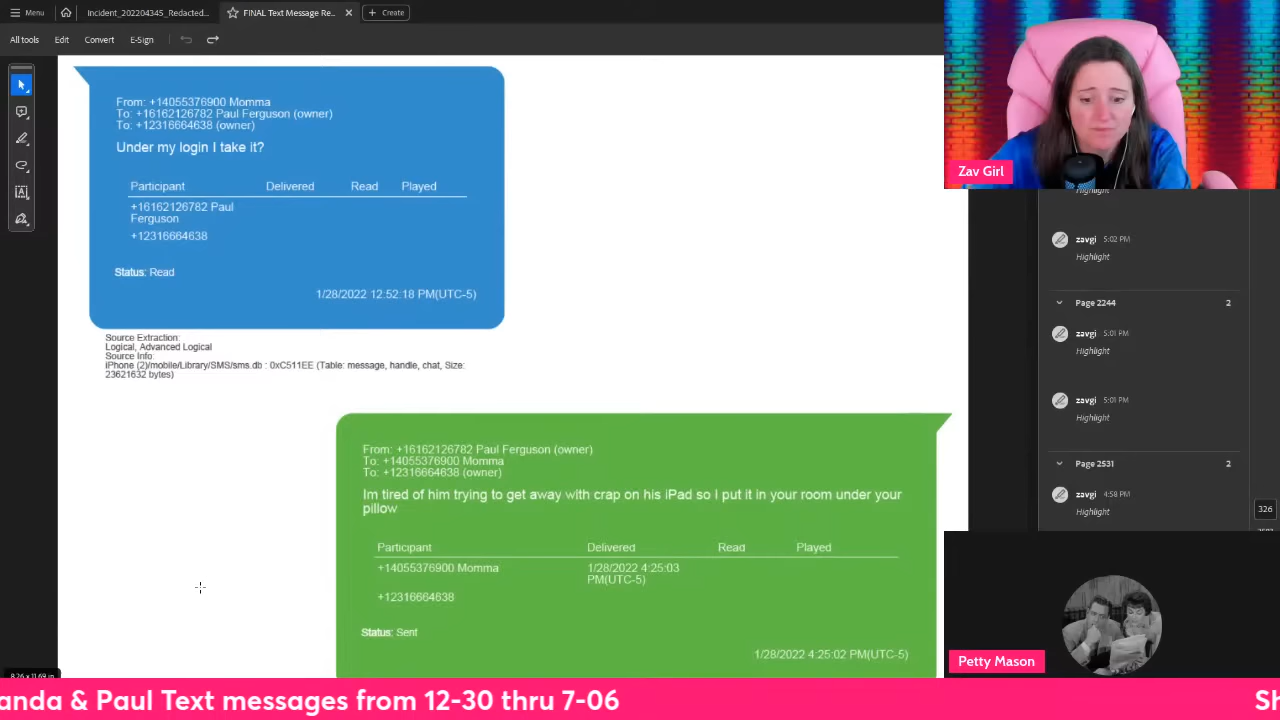 Menu
Incident_202204345_Redacted...
FINAL Text Message Re...
Create
All tools
Edit
Convert
E-Sign
From: +14055376900 Momma
To: +16162126782 Paul Ferguson (owner)
To: +12316664638 (owner)
Under my login I take it?
Participant Delivered Read Played
+16162126782 Paul
Ferguson
+12316664638
Status: Read
1/28/2022 12:52:18 PM(UTC-5)
Source Extraction:
Logical, Advanced Logical
Source Info:
iPhone (2)/mobile/Library/SMS/sms.db : 0xC511EE (Table: message, handle, chat, Size:
23621632 bytes)
From: +16162126782 Paul Ferguson (owner)
To: +14055376900 Momma
To: +12316664638 (owner)
Im tired of him trying to get away with crap on his iPad so I put it in your room under your
pillow
Participant Delivered Read Played
+14055376900 Momma 1/28/2022 4:25:03
PM(UTC-5)
+12316664638
Status: Sent
1/28/2022 4:25:02 PM(UTC-5)
8.26 x 11.69 in
Zav Girl
Highlight
zavgi 5:02 PM
Highlight
Page 2244 2
zavgi 5:01 PM
Highlight
zavgi 5:01 PM
Highlight
Page 2531 2
zavgi 4:58 PM
Highlight
326
Petty Mason
anda & Paul Text messages from 12-30 thru 7-06
Sh